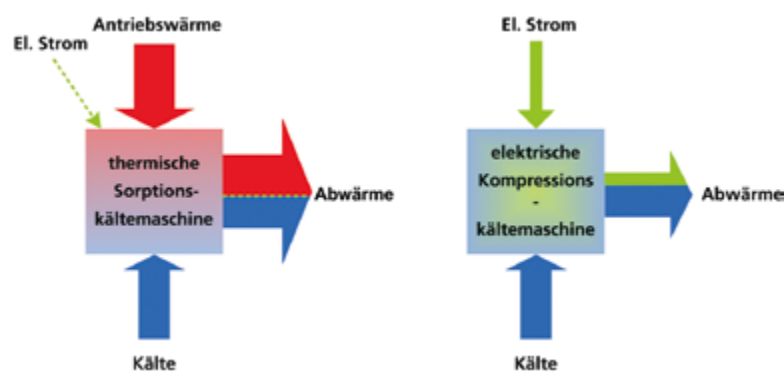 Antriebswärme
El. Strom
thermische
Sorptions-
kältemaschine
Abwärme
Kälte
El. Strom
elektrische
Kompressions
-
kältemaschine
Abwärme
Kälte